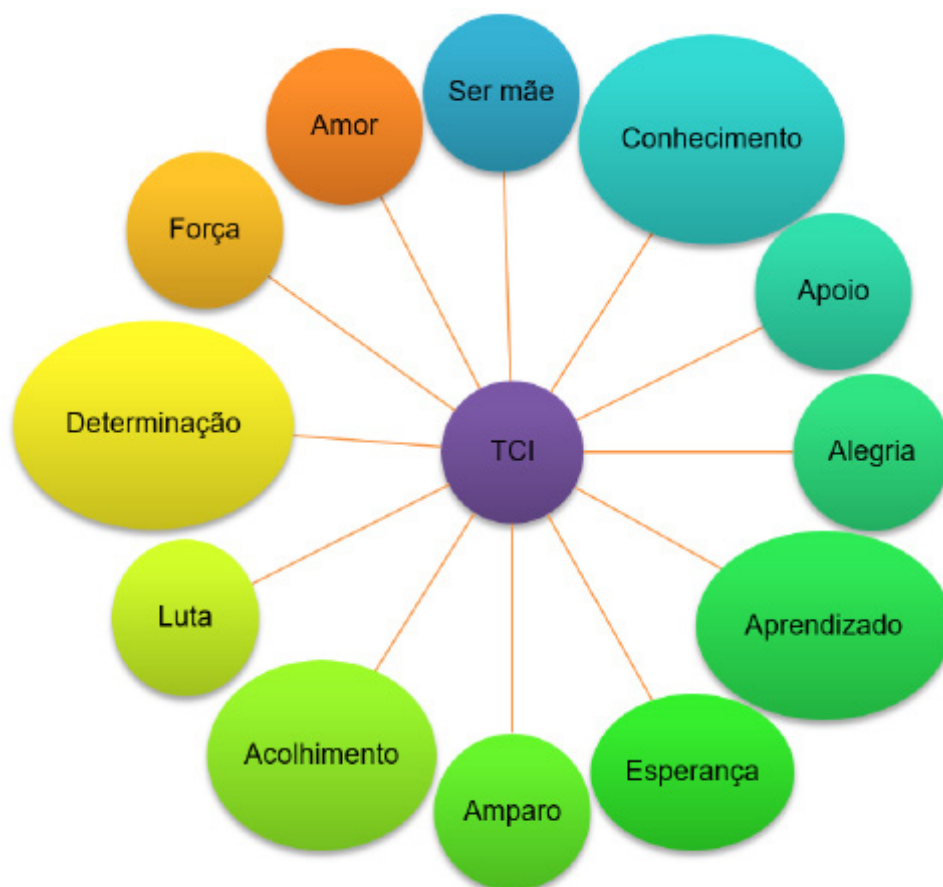 Ser mãe
Conhecimento
Apoio
Alegria
Aprendizado
Esperança
Amparo
Acolhimento
Luta
Determinação
Força
Amor
TCI